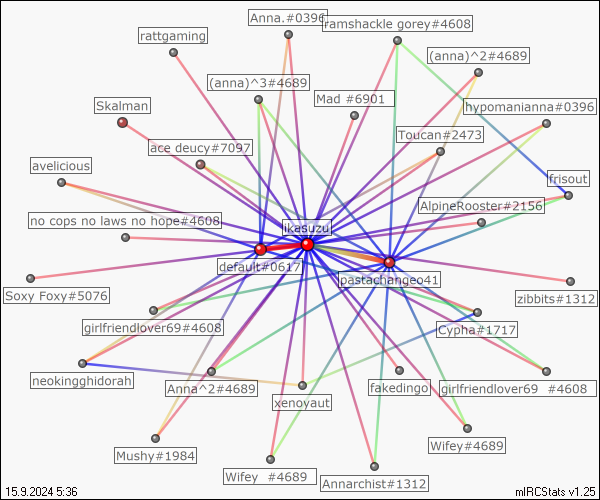 Anna.#0396
ramshackle gorey#4608
rattgaming
(anna)^2#4689
(anna)^3#4689
Mad #6901
Skalman
hypomanianna#0396
Toucan#2473
ace deucy#7097
avelicious
frisout
AlpineRooster#2156
no cops no laws no hope#4608
ikasuzu
default#0617
pastachangeo41
Soxy Foxy#5076
zibbits#1312
girlfriendlover69#4608
Cypha#1717
neokingghidorah
Anna^2#4689
fakedingo
girlfriendlover69 #4608
xenoyaut
Mushy#1984
Wifey#4689
Wifey #4689
Annarchist#1312
15.9.2024 5:36
mIRCStats v1.25